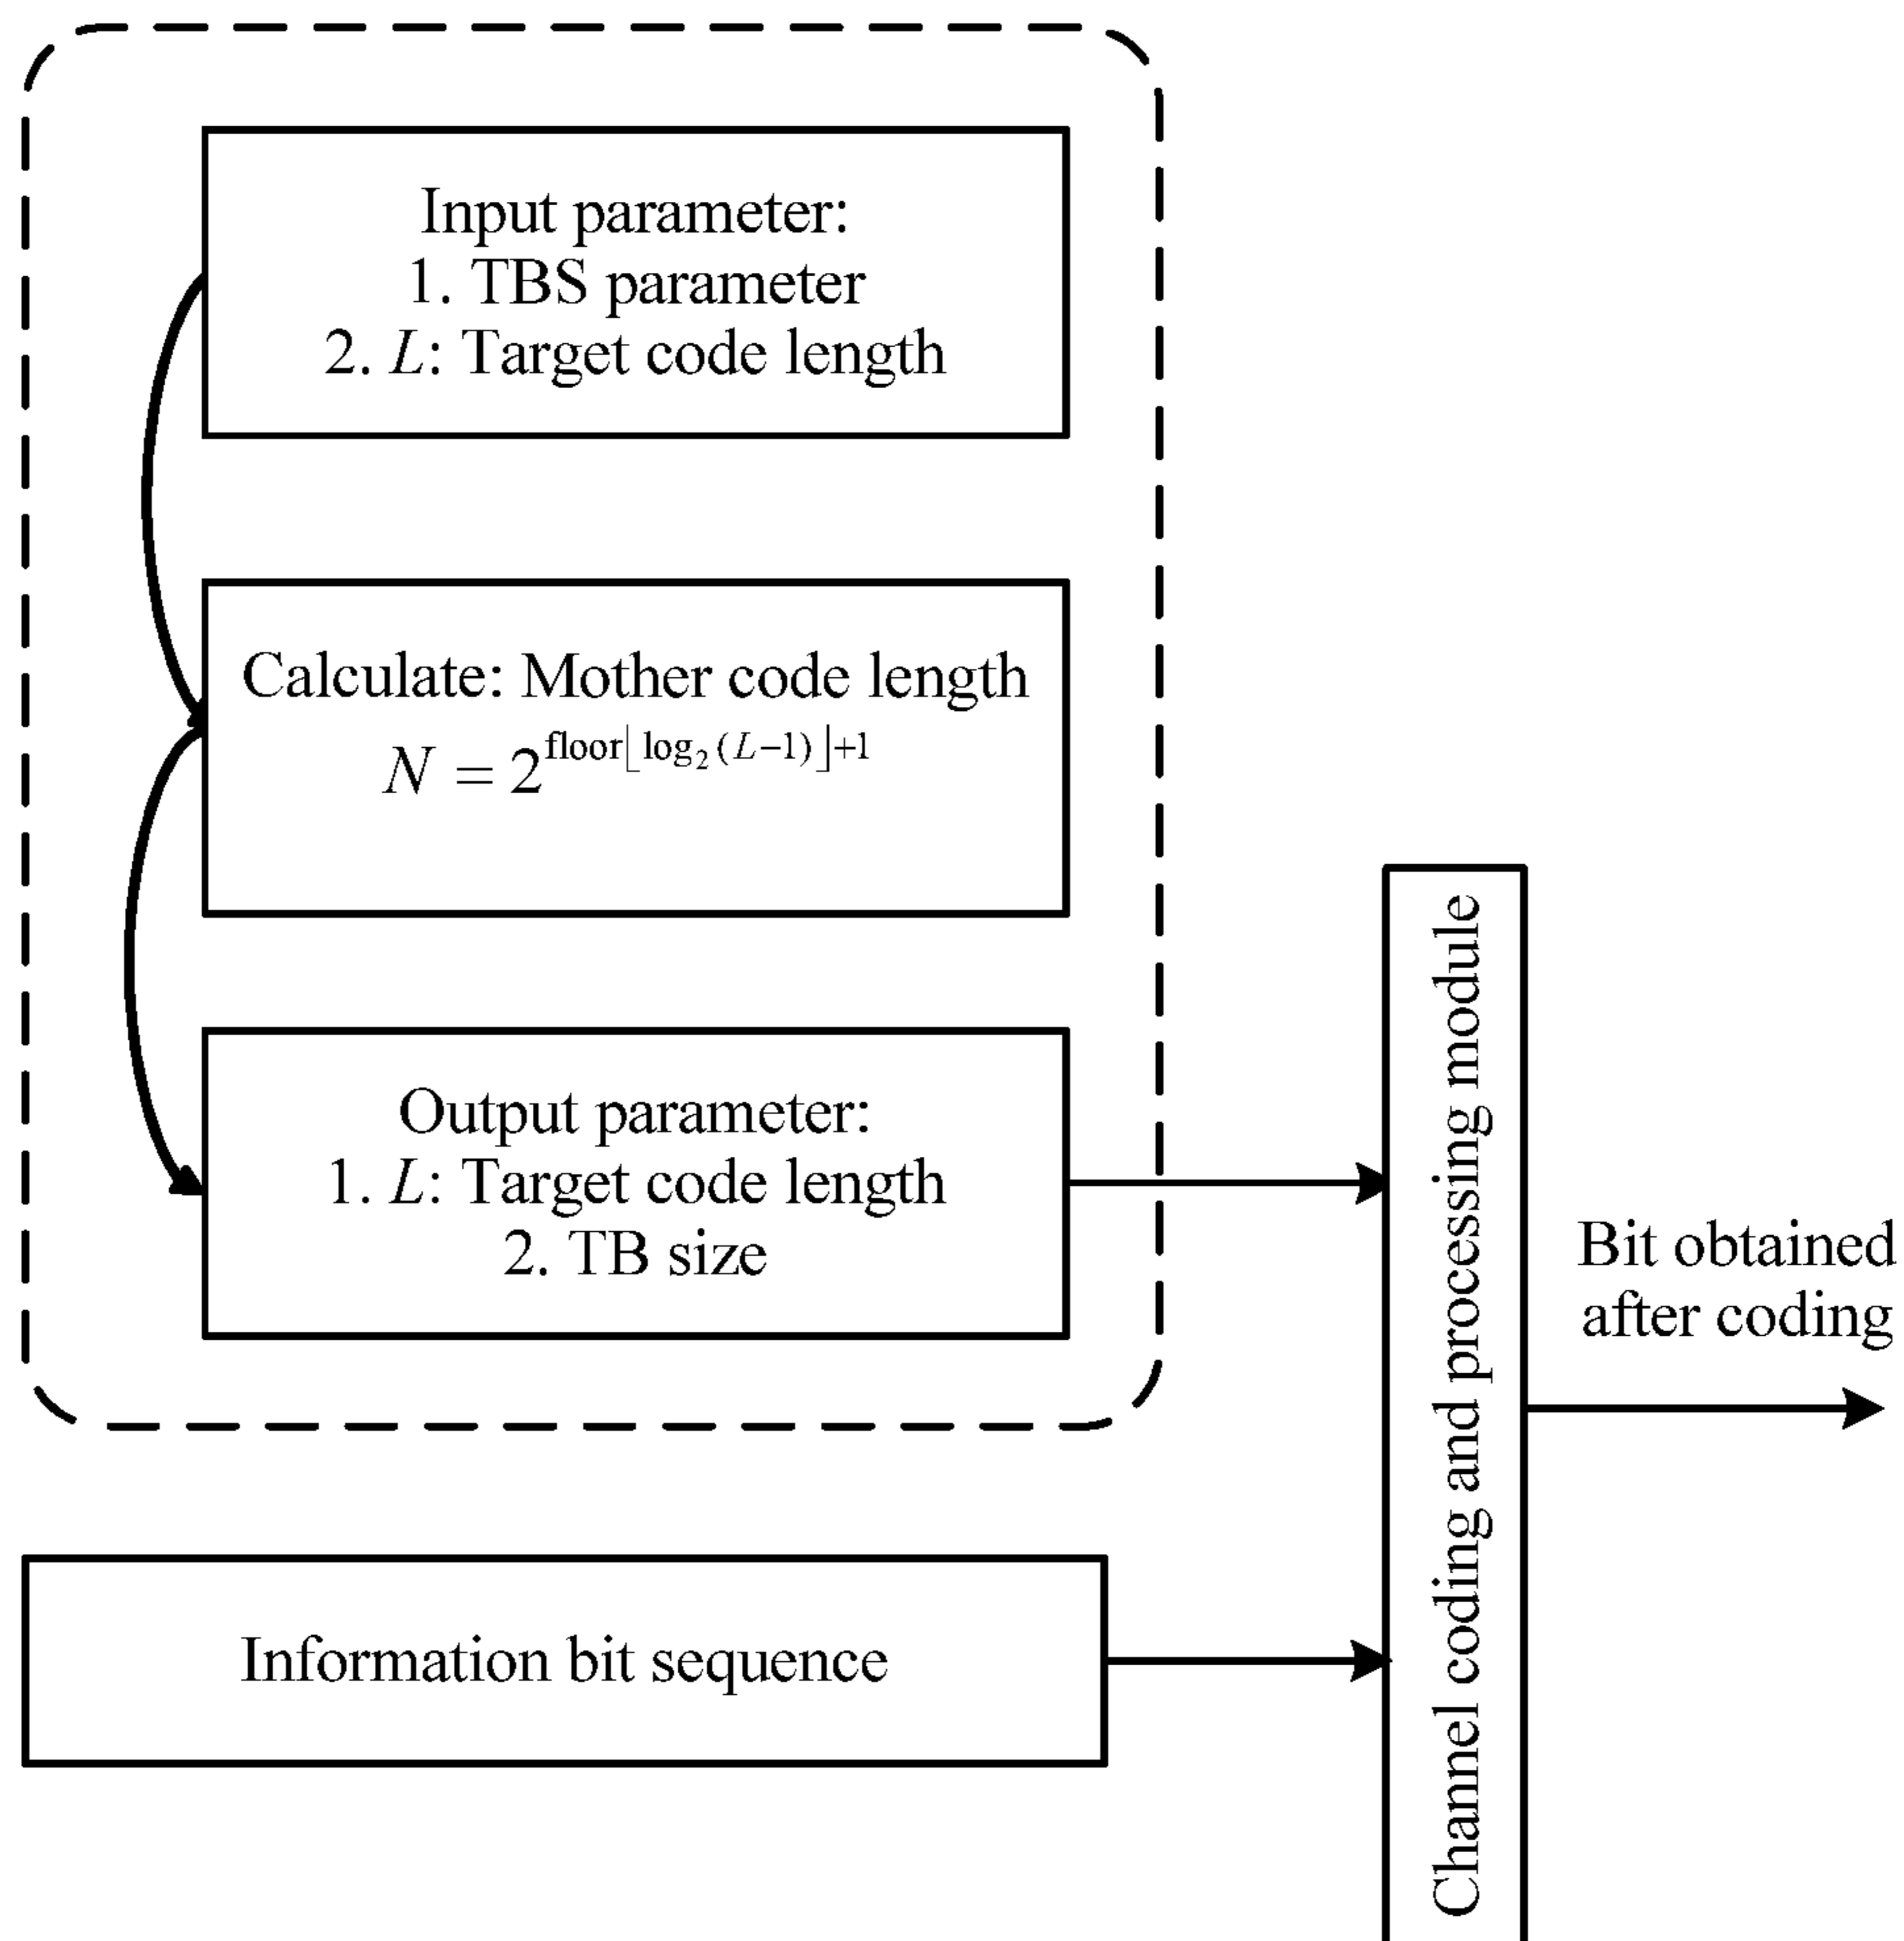 Input parameter:
1. TBS parameter
2. L: Target code length
Calculate: Mother code length
N = 2^{floor⌊log₂(L−1)⌋+1}
Output parameter:
1. L: Target code length
2. TB size
Information bit sequence
Channel coding and processing module
Bit obtained
after coding